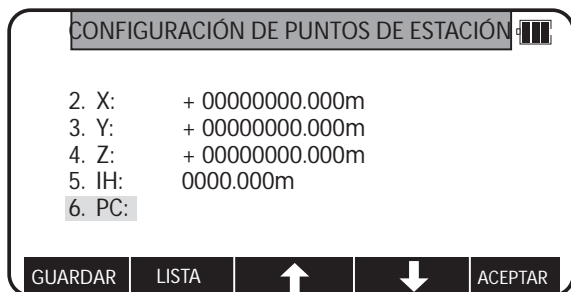 CONFIGURACIÓN DE PUNTOS DE ESTACIÓN
2. X: + 00000000.000m
3. Y: + 00000000.000m
4. Z: + 00000000.000m
5. IH: 0000.000m
6. PC:
GUARDAR LISTA ACEPTAR